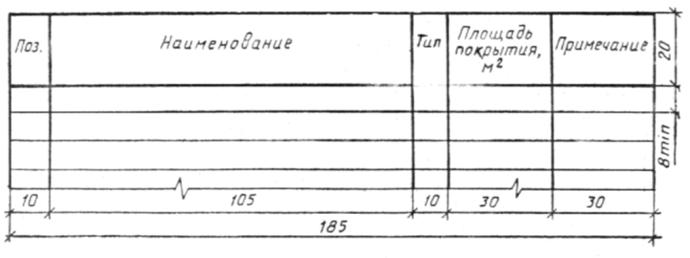 Поз.
Наименование
Тип
Площадь
покрытия,
м²
Примечание
20
8 min
10
105
10
30
30
185